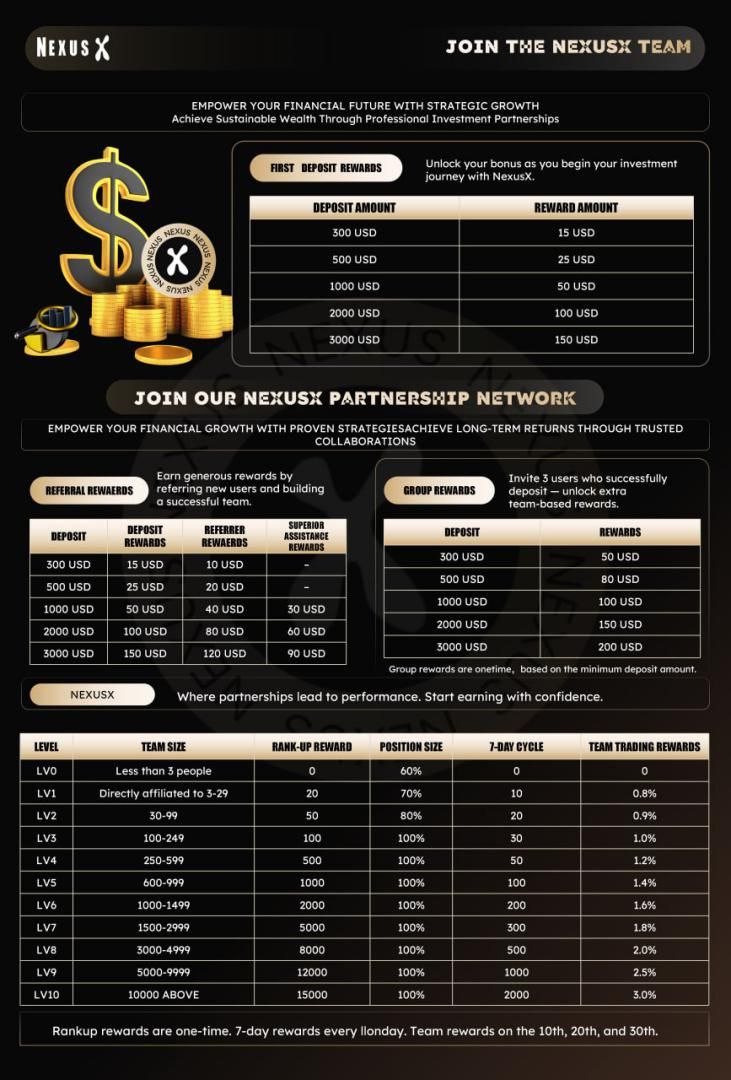 NEXUS X
JOIN THE NEXUSX TEAM
EMPOWER YOUR FINANCIAL FUTURE WITH STRATEGIC GROWTH
Achieve Sustainable Wealth Through Professional Investment Partnerships
FIRST DEPOSIT REWARDS
Unlock your bonus as you begin your investment
journey with NexusX.
DEPOSIT AMOUNT REWARD AMOUNT
300 USD 15 USD
500 USD 25 USD
1000 USD 50 USD
2000 USD 100 USD
3000 USD 150 USD
NEXUS NEXUS NEXUS NEXUS
X
JOIN OUR NEXUSX PARTNERSHIP NETWORK
EMPOWER YOUR FINANCIAL GROWTH WITH PROVEN STRATEGIESACHIEVE LONG-TERM RETURNS THROUGH TRUSTED
COLLABORATIONS
REFERRAL REWAERDS
Earn generous rewards by
referring new users and building
a successful team.
DEPOSIT DEPOSIT REWARDS REFERRER REWAERDS SUPERIOR ASSISTANCE REWARDS
300 USD 15 USD 10 USD –
500 USD 25 USD 20 USD –
1000 USD 50 USD 40 USD 30 USD
2000 USD 100 USD 80 USD 60 USD
3000 USD 150 USD 120 USD 90 USD
GROUP REWARDS
Invite 3 users who successfully
deposit — unlock extra
team-based rewards.
DEPOSIT REWARDS
300 USD 50 USD
500 USD 80 USD
1000 USD 100 USD
2000 USD 150 USD
3000 USD 200 USD
Group rewards are onetime, based on the minimum deposit amount.
NEXUSX
Where partnerships lead to performance. Start earning with confidence.
LEVEL TEAM SIZE RANK-UP REWARD POSITION SIZE 7-DAY CYCLE TEAM TRADING REWARDS
LV0 Less than 3 people 0 60% 0 0
LV1 Directly affiliated to 3-29 20 70% 10 0.8%
LV2 30-99 50 80% 20 0.9%
LV3 100-249 100 100% 30 1.0%
LV4 250-599 500 100% 50 1.2%
LV5 600-999 1000 100% 100 1.4%
LV6 1000-1499 2000 100% 200 1.6%
LV7 1500-2999 5000 100% 300 1.8%
LV8 3000-4999 8000 100% 500 2.0%
LV9 5000-9999 12000 100% 1000 2.5%
LV10 10000 ABOVE 15000 100% 2000 3.0%
Rankup rewards are one-time. 7-day rewards every llonday. Team rewards on the 10th, 20th, and 30th.